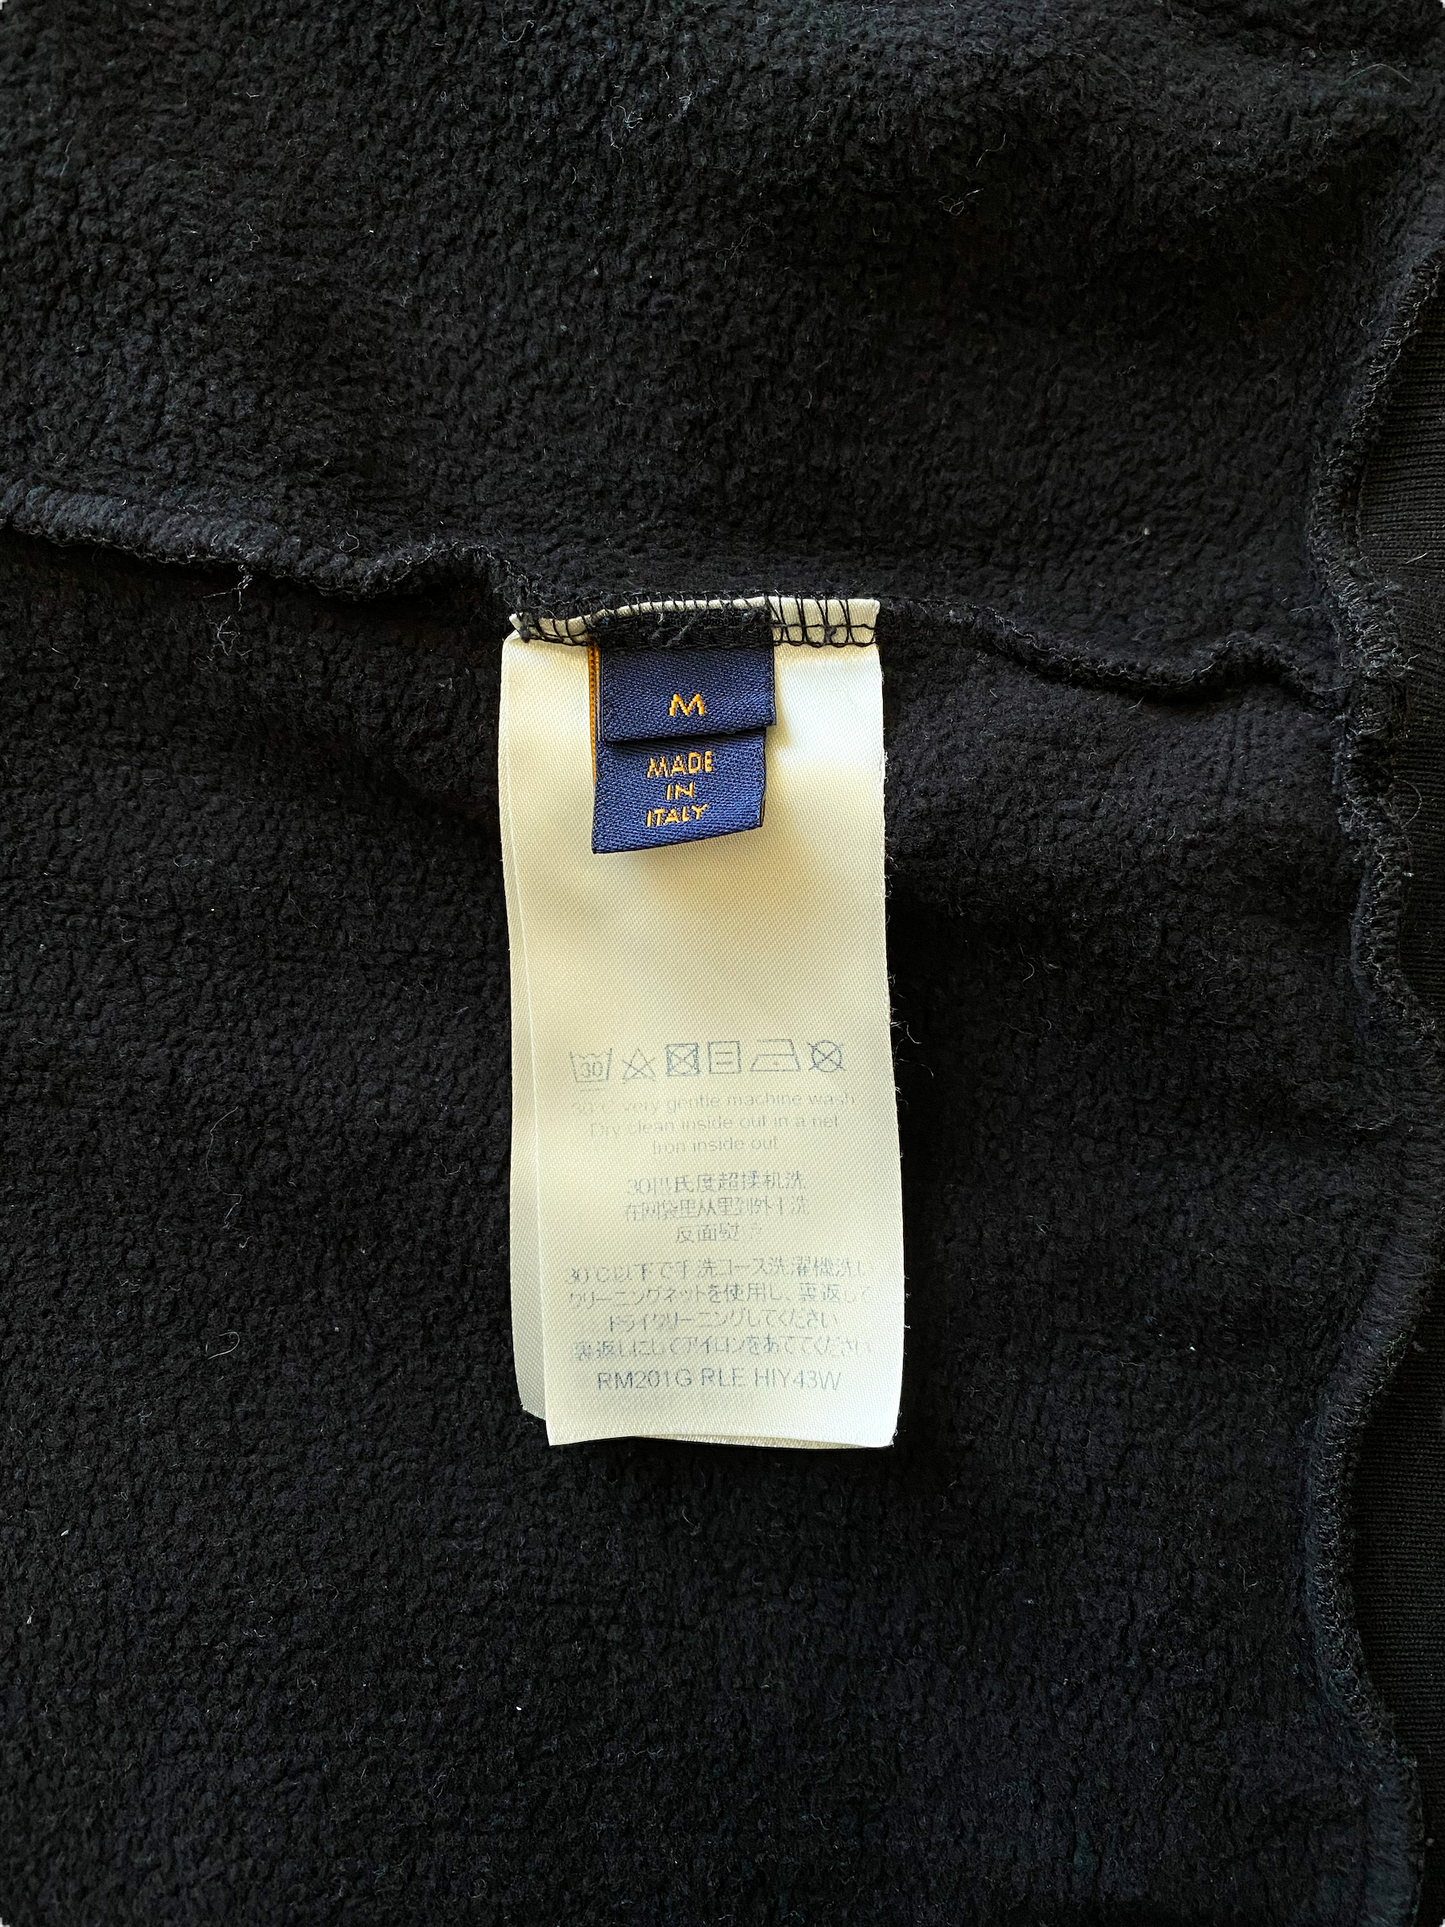 M
MADE
IN
ITALY
30
30°C very gentle machine wash
Dry clean inside out in a net
Iron inside out
30
氏度超揉机洗
在网袋里从里到外干洗
反面熨
30℃以下で手洗コース洗濯機洗い
クリーニングネットを使用し、裏返して
ドライクリーニングしてください
裏返しにしてアイロンをあててください
RM201G RLE HIY43W